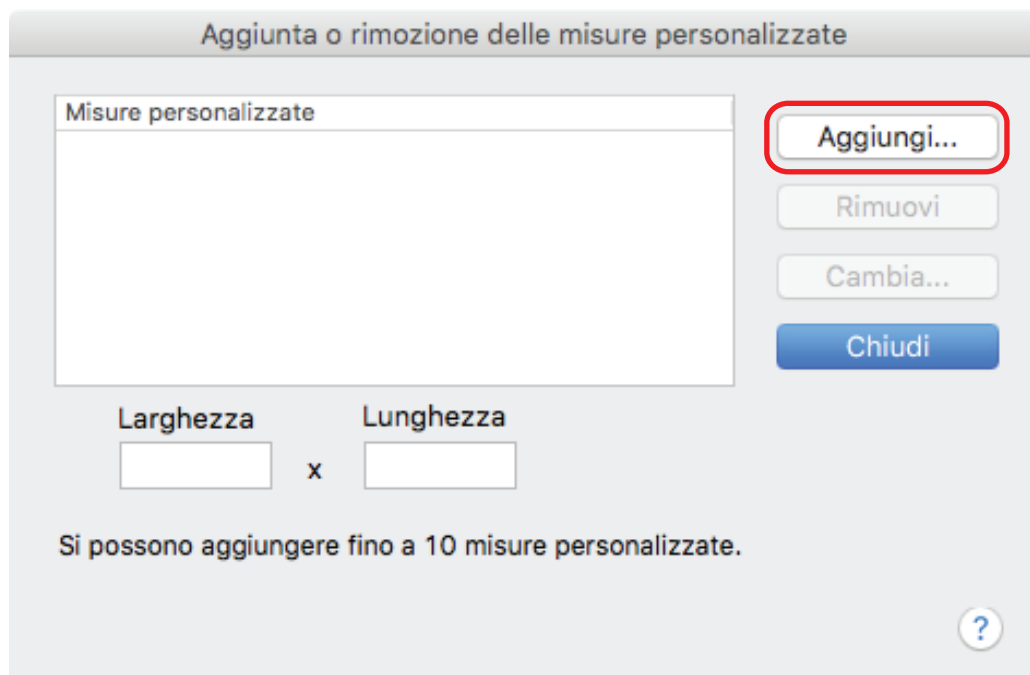 Aggiunta o rimozione delle misure personalizzate
Misure personalizzate
Aggiungi...
Rimuovi
Cambia...
Chiudi
Larghezza
Lunghezza
x
Si possono aggiungere fino a 10 misure personalizzate.
?